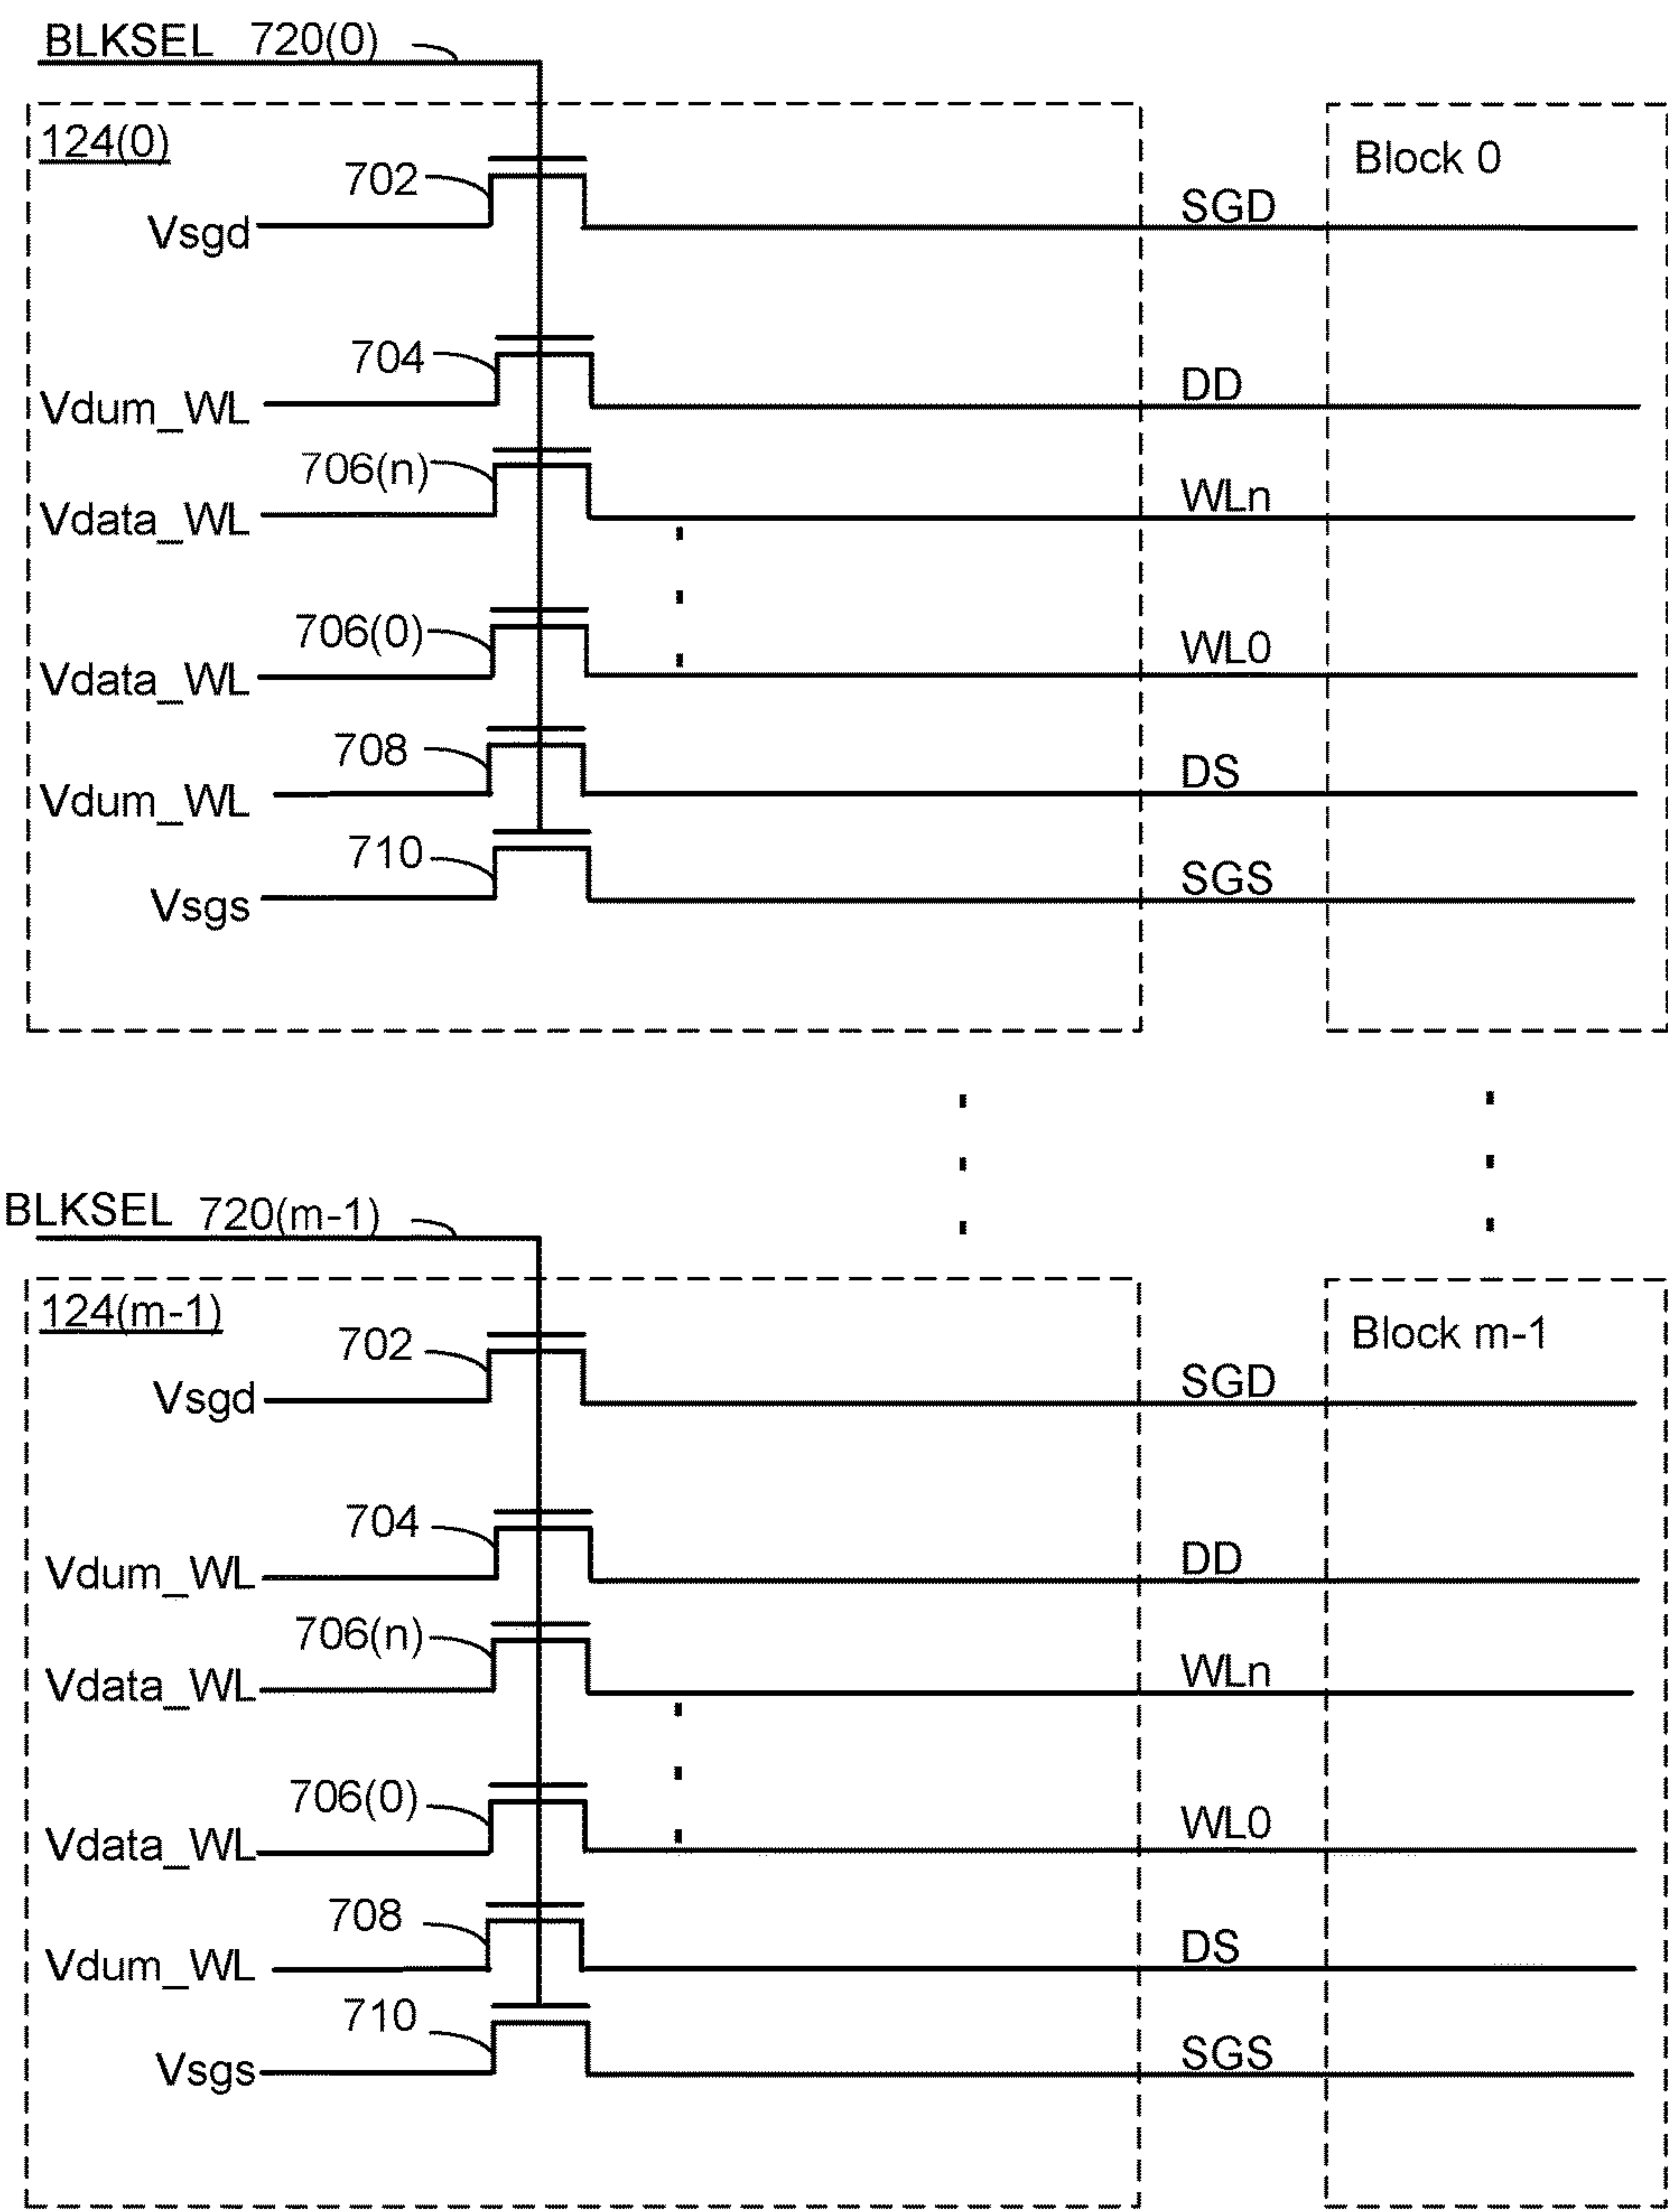 BLKSEL 720(0)
124(0)
Block 0
702
Vsgd
SGD
704
Vdum_WL
DD
706(n)
Vdata_WL
WLn
706(0)
Vdata_WL
WL0
708
Vdum_WL
DS
710
Vsgs
SGS
BLKSEL 720(m-1)
124(m-1)
Block m-1
702
Vsgd
SGD
704
Vdum_WL
DD
706(n)
Vdata_WL
WLn
706(0)
Vdata_WL
WL0
708
Vdum_WL
DS
710
Vsgs
SGS